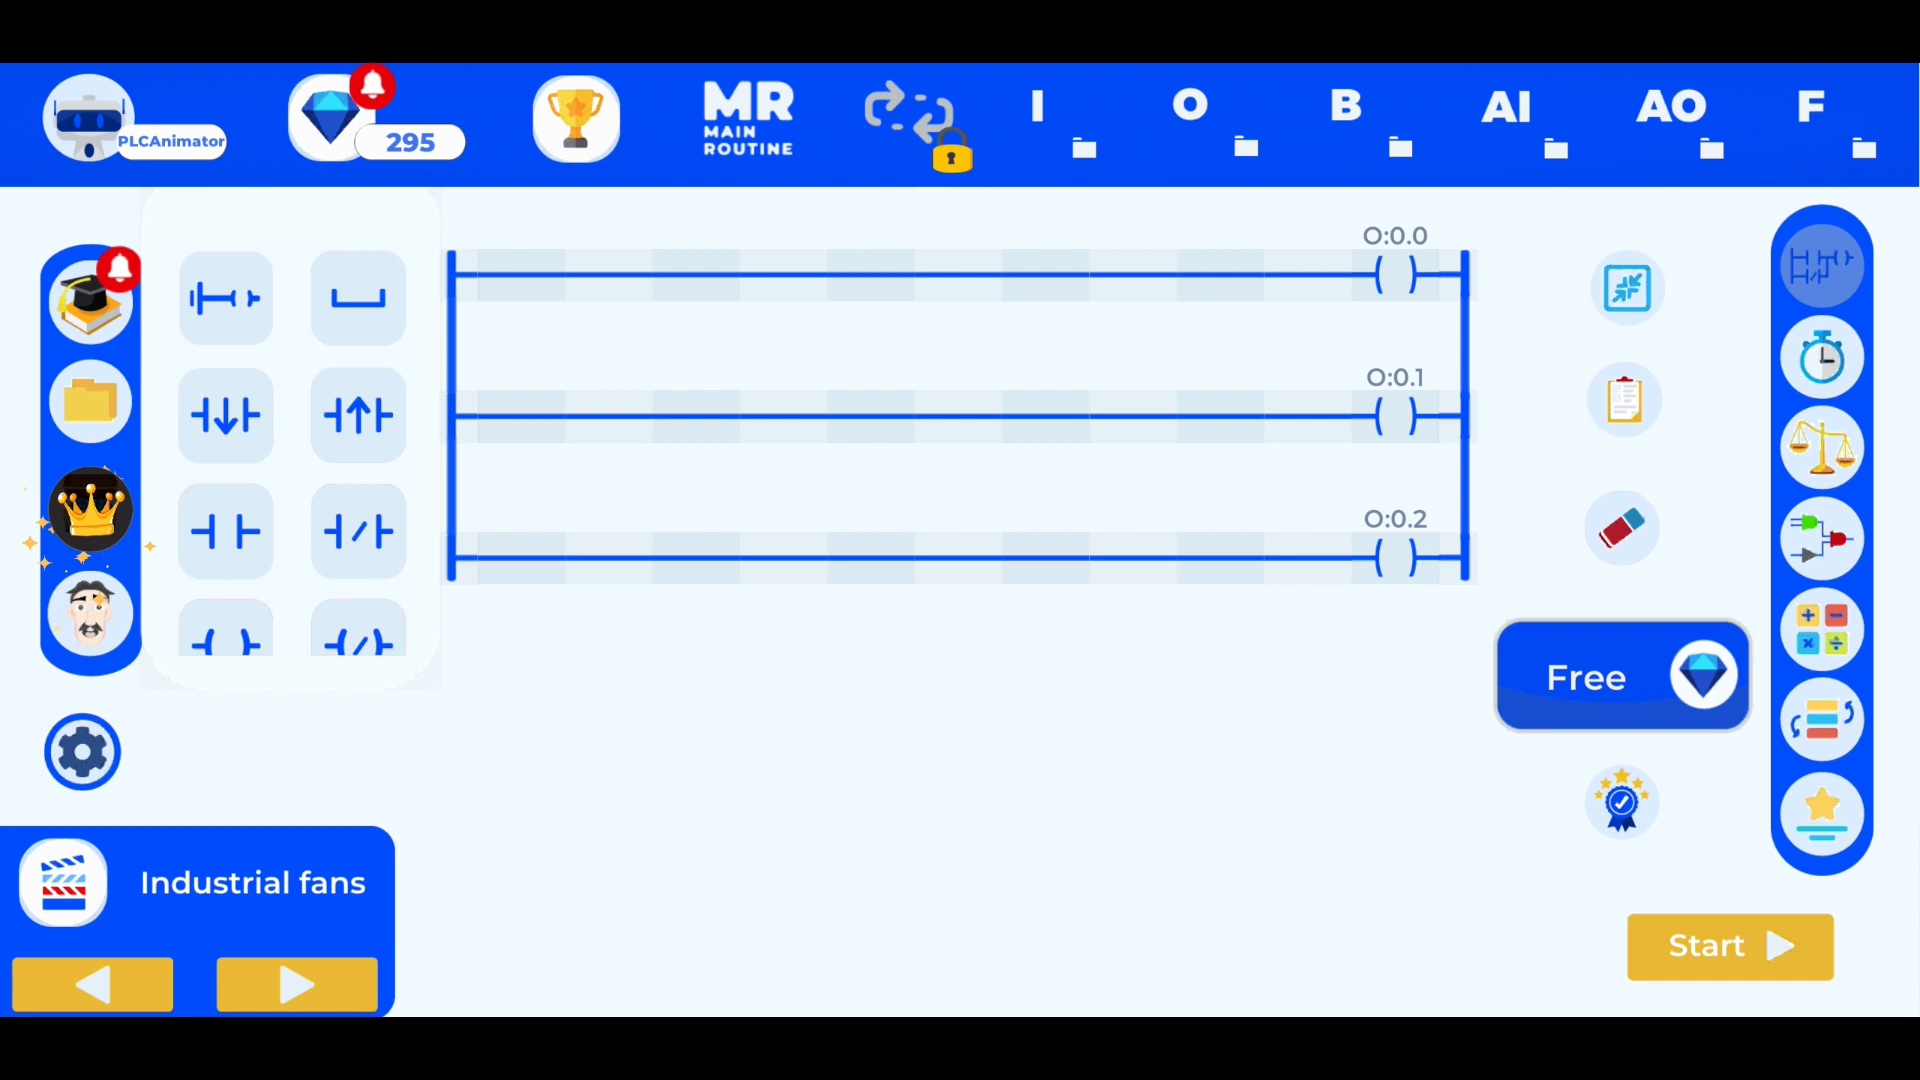 PLCAnimator
295
MR
MAIN
ROUTINE
I
O
B
AI
AO
F
O:0.0
O:0.1
O:0.2
Free
Industrial fans
Start